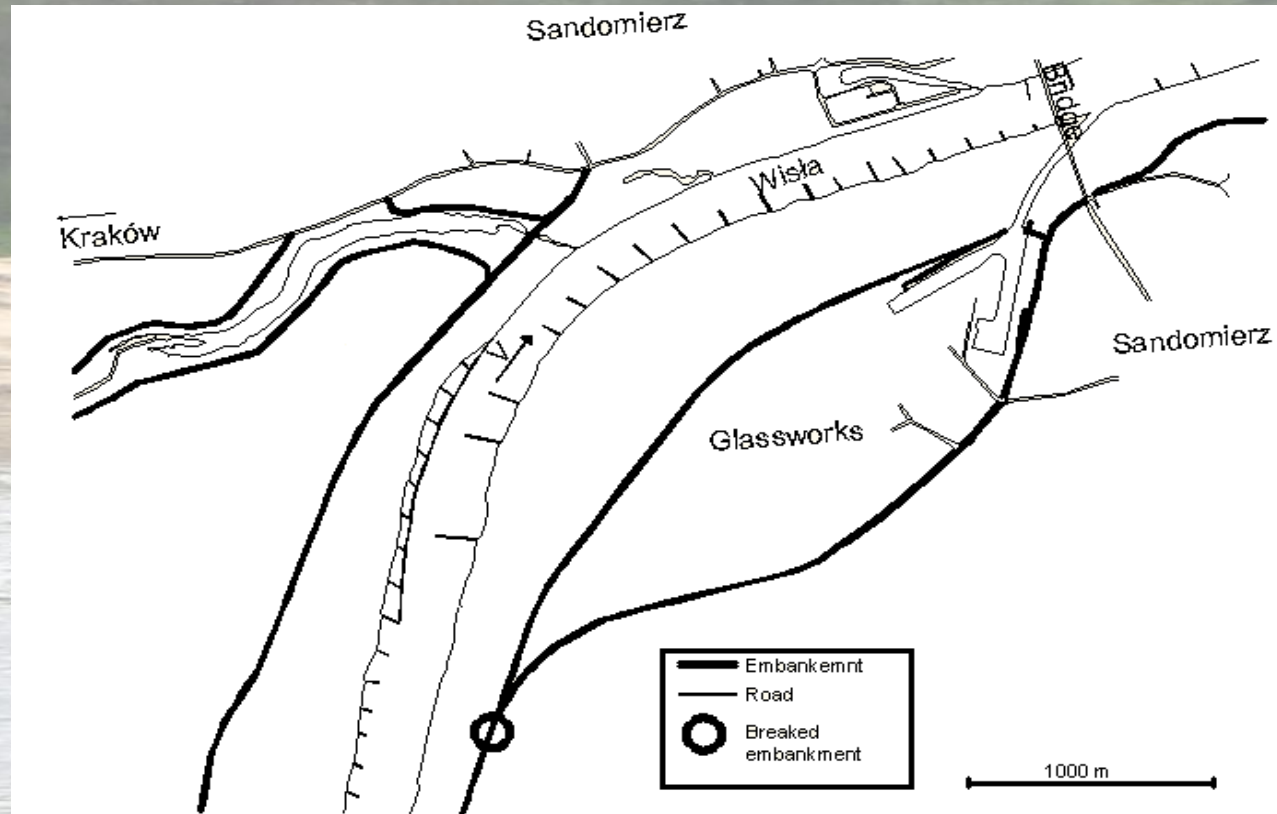 Sandomierz
Bridge
Wisła
Kraków
V
Sandomierz
Glassworks
Embankemnt
Road
Breaked
embankment
1000 m